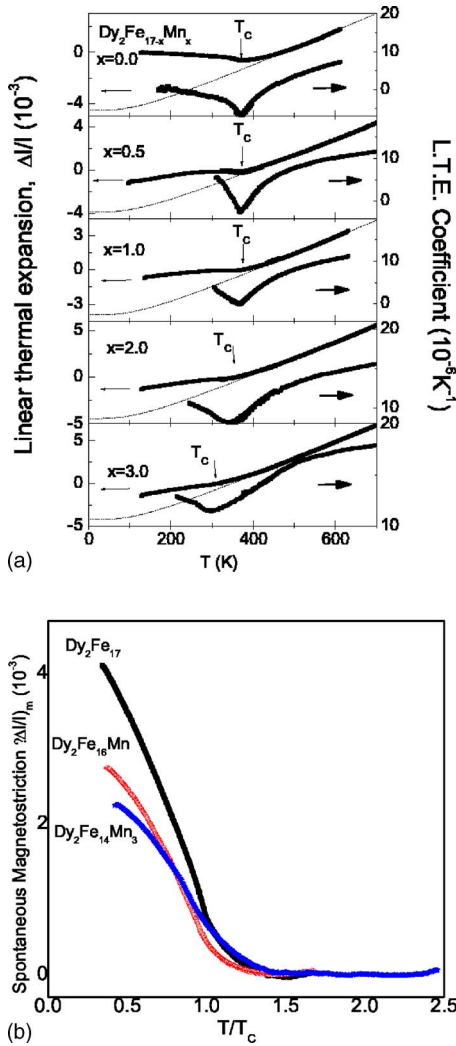 Dy2Fe17-xMnx
Tc
x=0.0
x=0.5
Tc
x=1.0
Tc
x=2.0
Tc
x=3.0
Tc
Linear thermal expansion, Δl/l (10-3)
0
-4
4
2
0
-2
-4
3
0
-3
5
0
-5
5
0
-5
20
10
0
10
0
10
0
20
10
20
10
L.T.E. Coefficient (10-6K-1)
0 200 400 600
T (K)
(a)
Dy2Fe17
Dy2Fe16Mn
Dy2Fe14Mn3
Spontaneous Magnetostriction ?Δl/l)m (10-3)
4
2
0
0.0 0.5 1.0 1.5 2.0 2.5
T/Tc
(b)